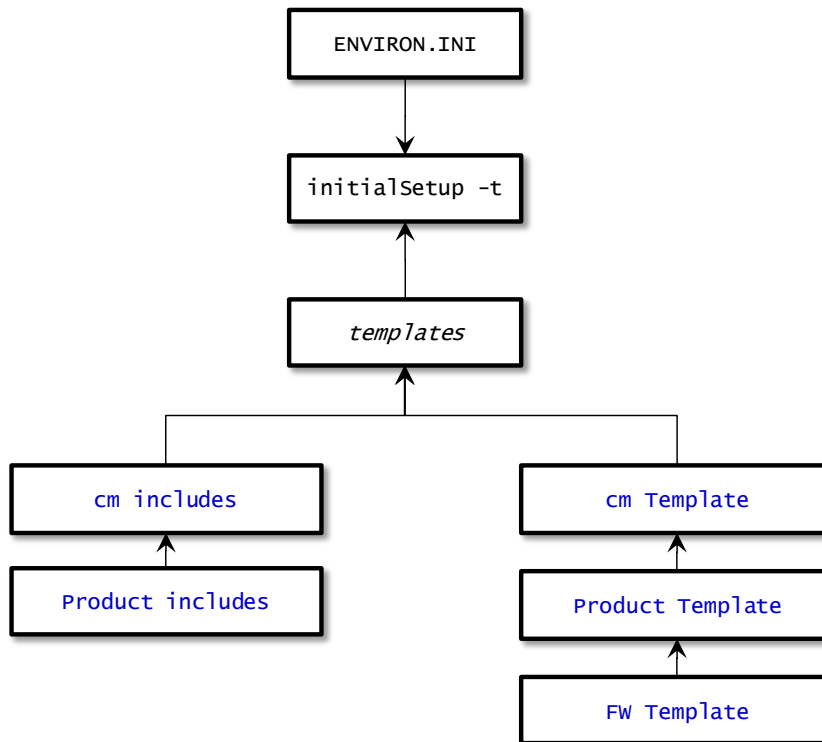 ENVIRON.INI
initialSetup -t
templates
cm includes
cm Template
Product includes
Product Template
FW Template